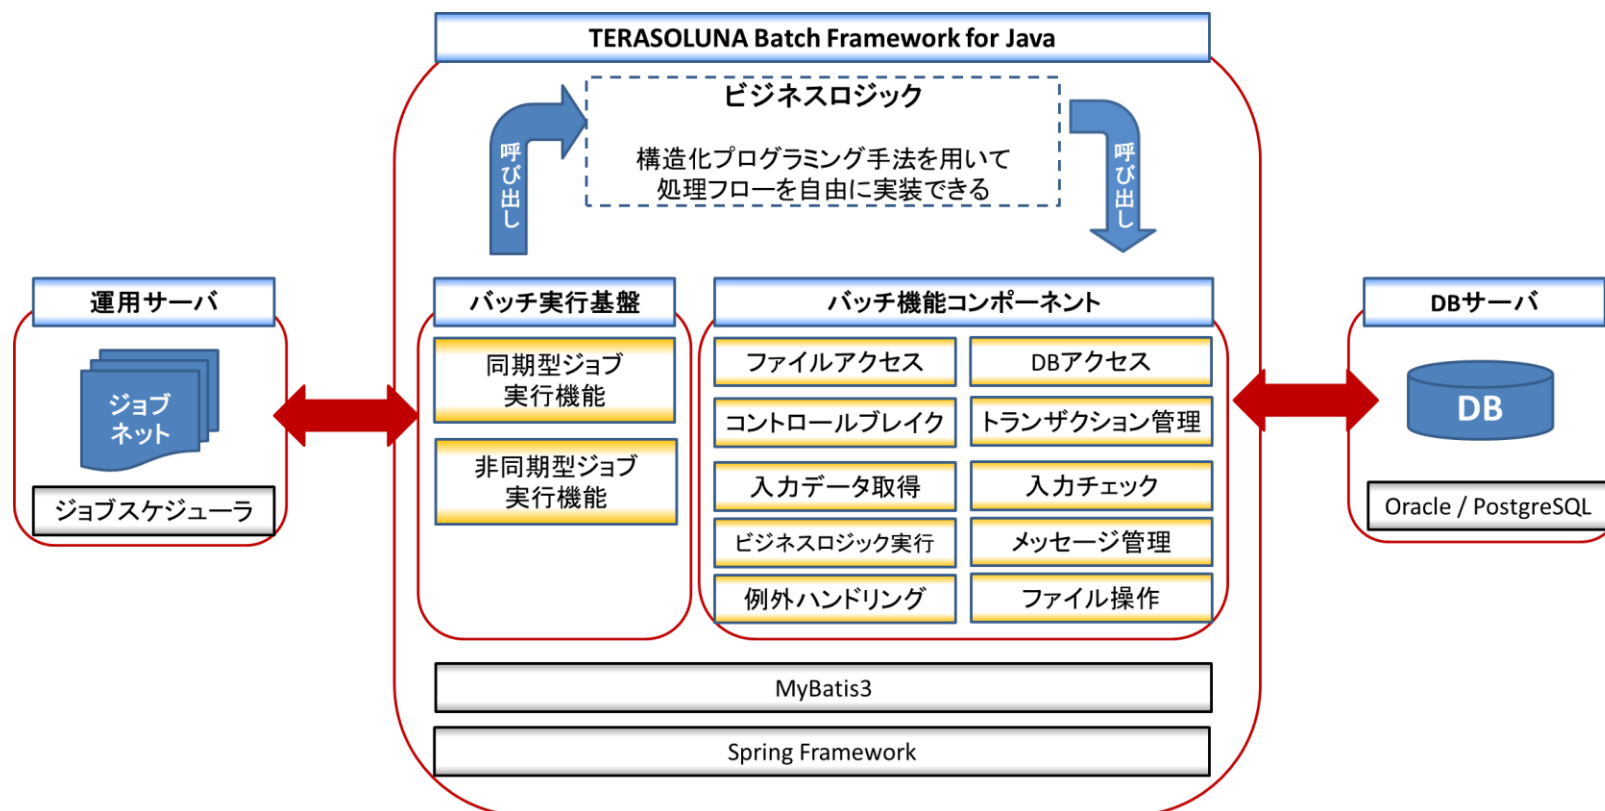 TERASOLUNA Batch Framework for Java
ビジネスロジック
構造化プログラミング手法を用いて
処理フローを自由に実装できる
呼び出し
呼び出し
運用サーバ
ジョブ
ネット
ジョブスケジューラ
バッチ実行基盤
同期型ジョブ
実行機能
非同期型ジョブ
実行機能
バッチ機能コンポーネント
ファイルアクセス
DBアクセス
コントロールブレイク
トランザクション管理
入力データ取得
入力チェック
ビジネスロジック実行
メッセージ管理
例外ハンドリング
ファイル操作
DBサーバ
DB
Oracle / PostgreSQL
MyBatis3
Spring Framework